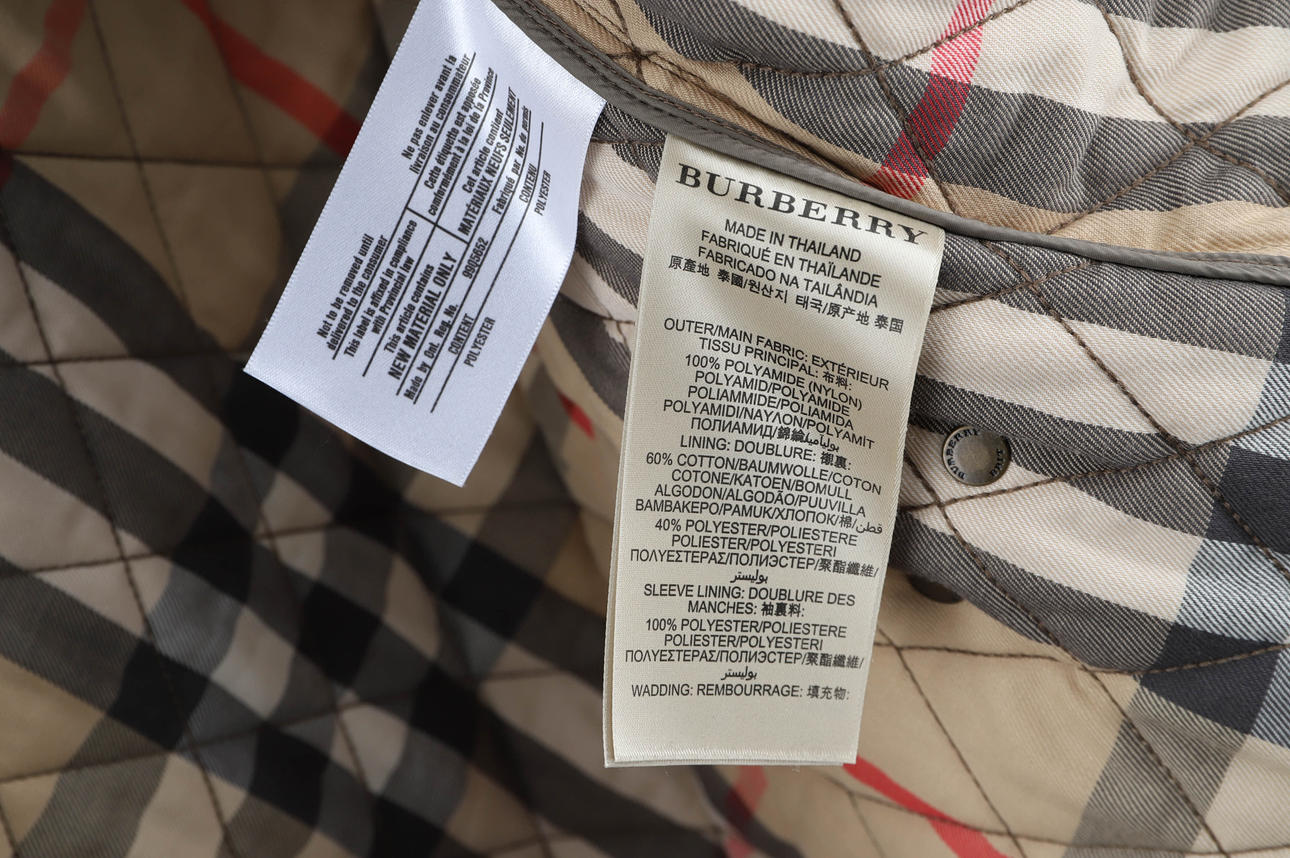 Ne pas enlever avant la
livraison au consommateur
Cette étiquette est apposée
conformément à la loi de la Province
Cet article contient
MATÉRIAUX NEUFS SEULEMENT
Fabriqué par No. de permis
CONTENU
POLYESTER
Not to be removed until
delivered to the consumer
This label is affixed in compliance
with Provincial law
This article contains
NEW MATERIAL ONLY
Made by Ont. Reg. No. 9905652
CONTENT
POLYESTER
BURBERRY
MADE IN THAILAND
FABRIQUÉ EN THAÏLANDE
FABRICADO NA TAILÂNDIA
原產地 泰國/원산지 태국/原产地 泰国
OUTER/MAIN FABRIC: EXTÉRIEUR
TISSU PRINCIPAL: 布料:
100% POLYAMIDE (NYLON)
POLYAMID/POLYAMIDE
POLIAMMIDE/POLIAMIDA
POLYAMIDI/ΝΑΥΛΟΝ/POLYAMIT
ПОЛИАМИД/錦綸/بولياميد
LINING: DOUBLURE: 襯裏:
60% COTTON/BAUMWOLLE/COTON
COTONE/KATOEN/BOMULL
ALGODON/ALGODÃO/PUUVILLA
ΒΑΜΒΑΚΕΡΟ/PAMUK/ХЛОПОК/棉/قطن
40% POLYESTER/POLIESTERE
POLIESTER/POLYESTERI
ΠΟΛΥΕΣΤΕΡΑΣ/ПОЛИЭСТЕР/聚酯纖維/
بوليستر
SLEEVE LINING: DOUBLURE DES
MANCHES: 袖裏料:
100% POLYESTER/POLIESTERE
POLIESTER/POLYESTERI
ΠΟΛΥΕΣΤΕΡΑΣ/ПОЛИЭСТЕР/聚酯纖維/
بوليستر
WADDING: REMBOURRAGE: 填充物:
BURBERRY